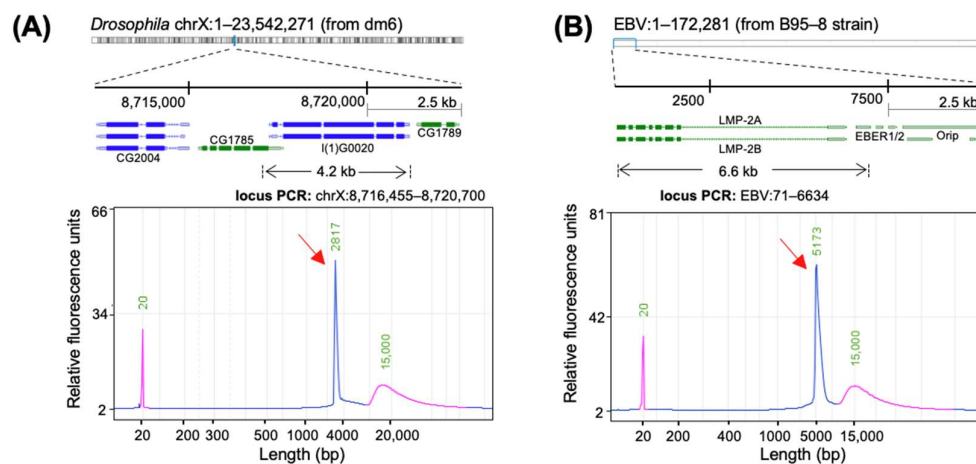 (A)
Drosophila chrX:1–23,542,271 (from dm6)
8,715,000
8,720,000
2.5 kb
CG2004
CG1785
l(1)G0020
CG1789
4.2 kb
locus PCR: chrX:8,716,455–8,720,700
Relative fluorescence units
66
34
2
20
2817
15,000
20
200
300
500
1000
4000
20,000
Length (bp)
(B)
EBV:1–172,281 (from B95–8 strain)
2500
7500
2.5 kb
LMP-2A
LMP-2B
EBER1/2
Orip
6.6 kb
locus PCR: EBV:71–6634
Relative fluorescence units
81
42
2
20
5173
15,000
20
200
1000
5000
15,000
Length (bp)